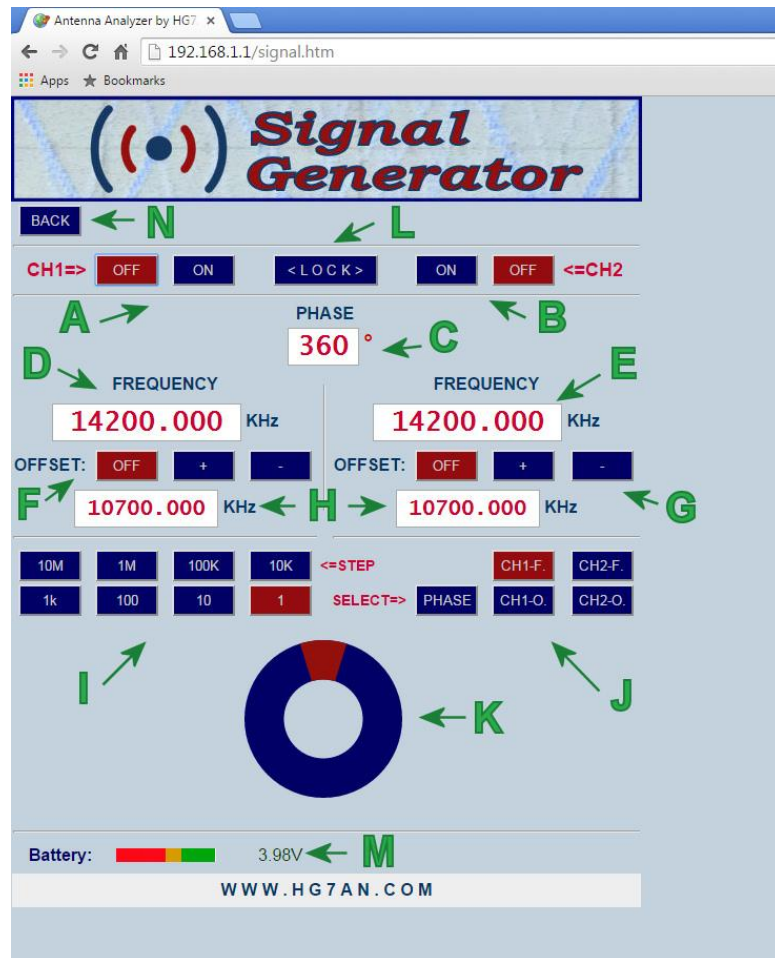 Antenna Analyzer by HG7 ×
192.168.1.1/signal.htm
Apps Bookmarks
Signal
Generator
BACK N L
CH1=> OFF ON <LOCK> ON OFF <=CH2
A B
PHASE
360 ° C
D E
FREQUENCY FREQUENCY
14200.000 KHz 14200.000 KHz
OFFSET: OFF + - OFFSET: OFF + -
F 10700.000 KHz H 10700.000 KHz G
10M 1M 100K 10K <=STEP CH1-F. CH2-F.
1k 100 10 1 SELECT=> PHASE CH1-O. CH2-O.
I J
K
Battery: 3.98V M
WWW.HG7AN.COM